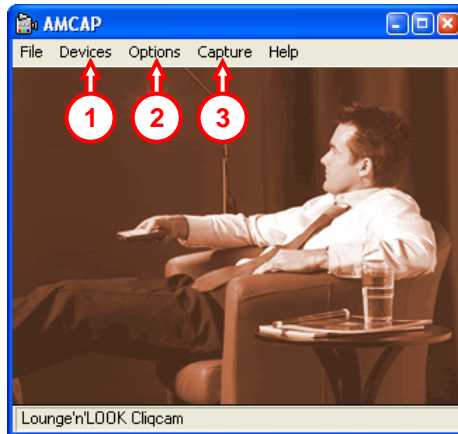 AMCAP
File Devices Options Capture Help
1 2 3
Lounge'n'LOOK Cliqcam